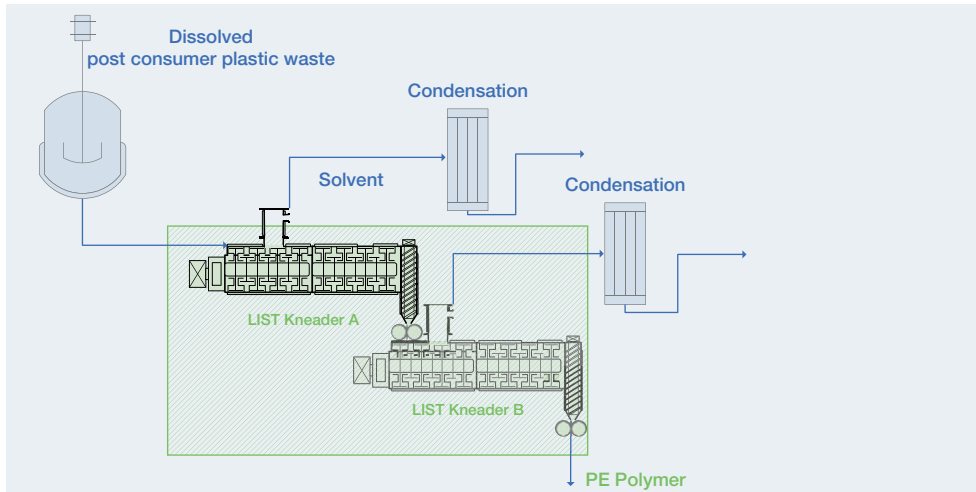 Dissolved
post consumer plastic waste
Condensation
Solvent
Condensation
LIST Kneader A
LIST Kneader B
PE Polymer